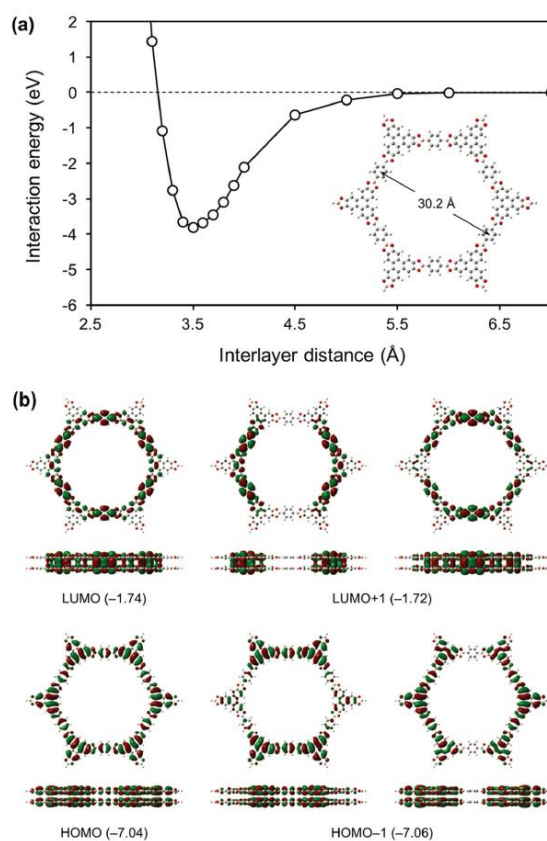 (a)
Interaction energy (eV)
2
1
0
-1
-2
-3
-4
-5
-6
30.2 Å
2.5 3.5 4.5 5.5 6.5
Interlayer distance (Å)
(b)
LUMO (–1.74) LUMO+1 (–1.72)
HOMO (–7.04) HOMO–1 (–7.06)